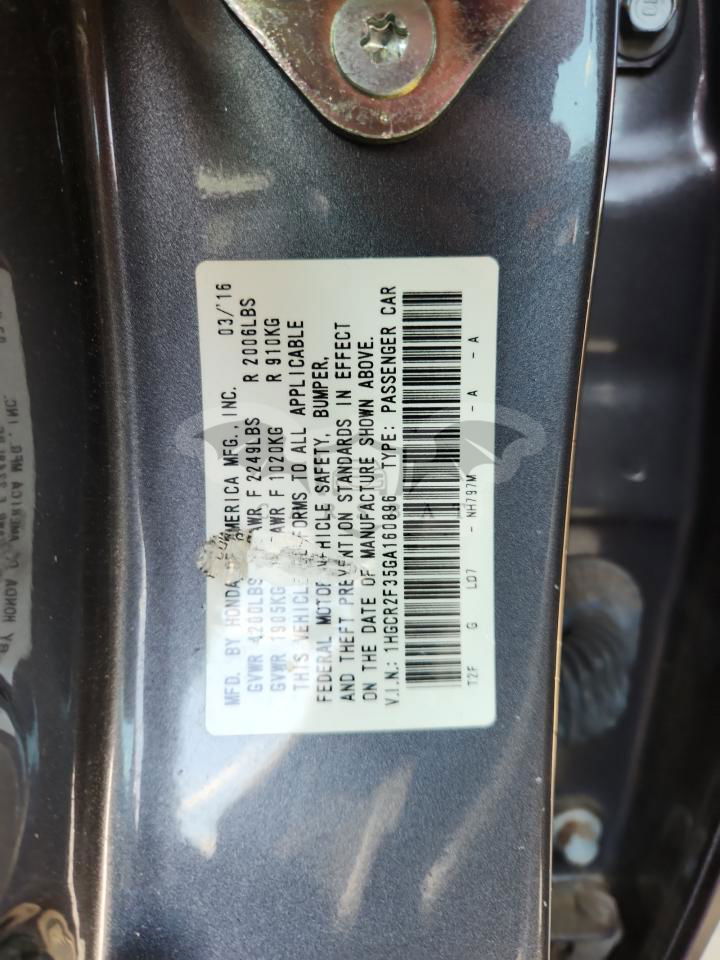 MFD. BY HONDA OF AMERICA MFG., INC. 03/'16
GVWR 4200LBS GAWR F 2249LBS R 2006LBS
GVWR 1905KG GAWR F 1020KG R 910KG
THIS VEHICLE CONFORMS TO ALL APPLICABLE
FEDERAL MOTOR VEHICLE SAFETY, BUMPER,
AND THEFT PREVENTION STANDARDS IN EFFECT
ON THE DATE OF MANUFACTURE SHOWN ABOVE.
V.I.N.: 1HGCR2F35GA160896 TYPE: PASSENGER CAR
T2F G LD7 - NH797M - A - A